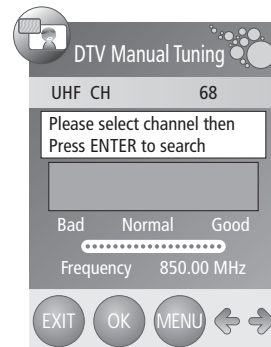 DTV Manual Tuning
UHF CH 68
Please select channel then
Press ENTER to search
Bad Normal Good
Frequency 850.00 MHz
EXIT OK MENU